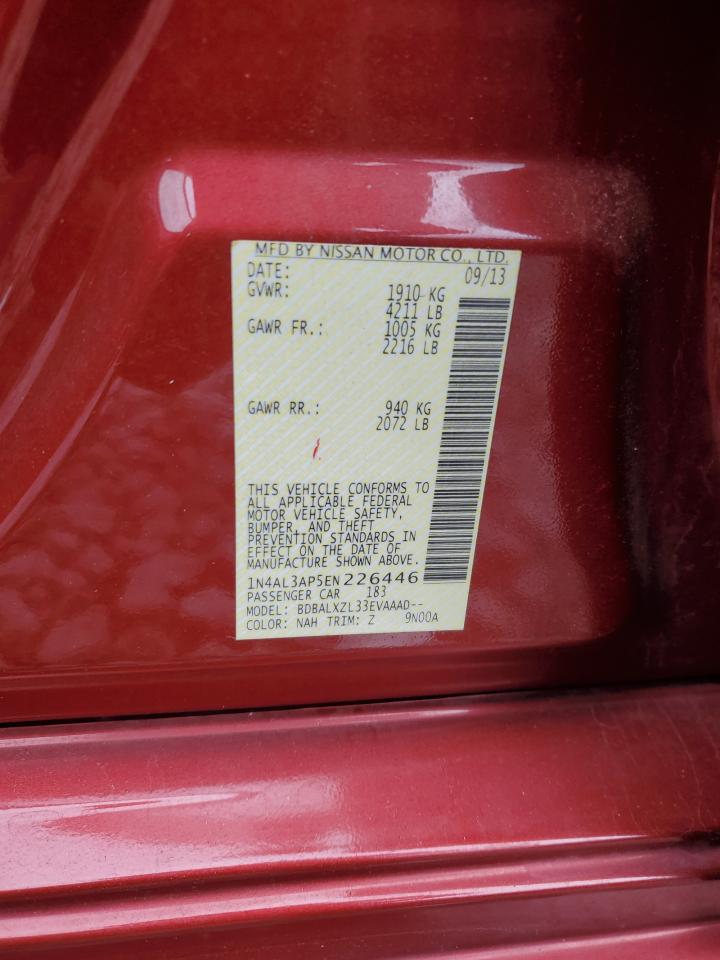 MFD BY NISSAN MOTOR CO., LTD.
DATE: 09/13
GVWR: 1910 KG
4211 LB
GAWR FR.: 1005 KG
2216 LB
GAWR RR.: 940 KG
2072 LB
THIS VEHICLE CONFORMS TO
ALL APPLICABLE FEDERAL
MOTOR VEHICLE SAFETY,
BUMPER, AND THEFT
PREVENTION STANDARDS IN
EFFECT ON THE DATE OF
MANUFACTURE SHOWN ABOVE.
1N4AL3AP5EN226446
PASSENGER CAR 183
MODEL: BDBALXZL33EVAAAD--
COLOR: NAH TRIM: Z 9N00A